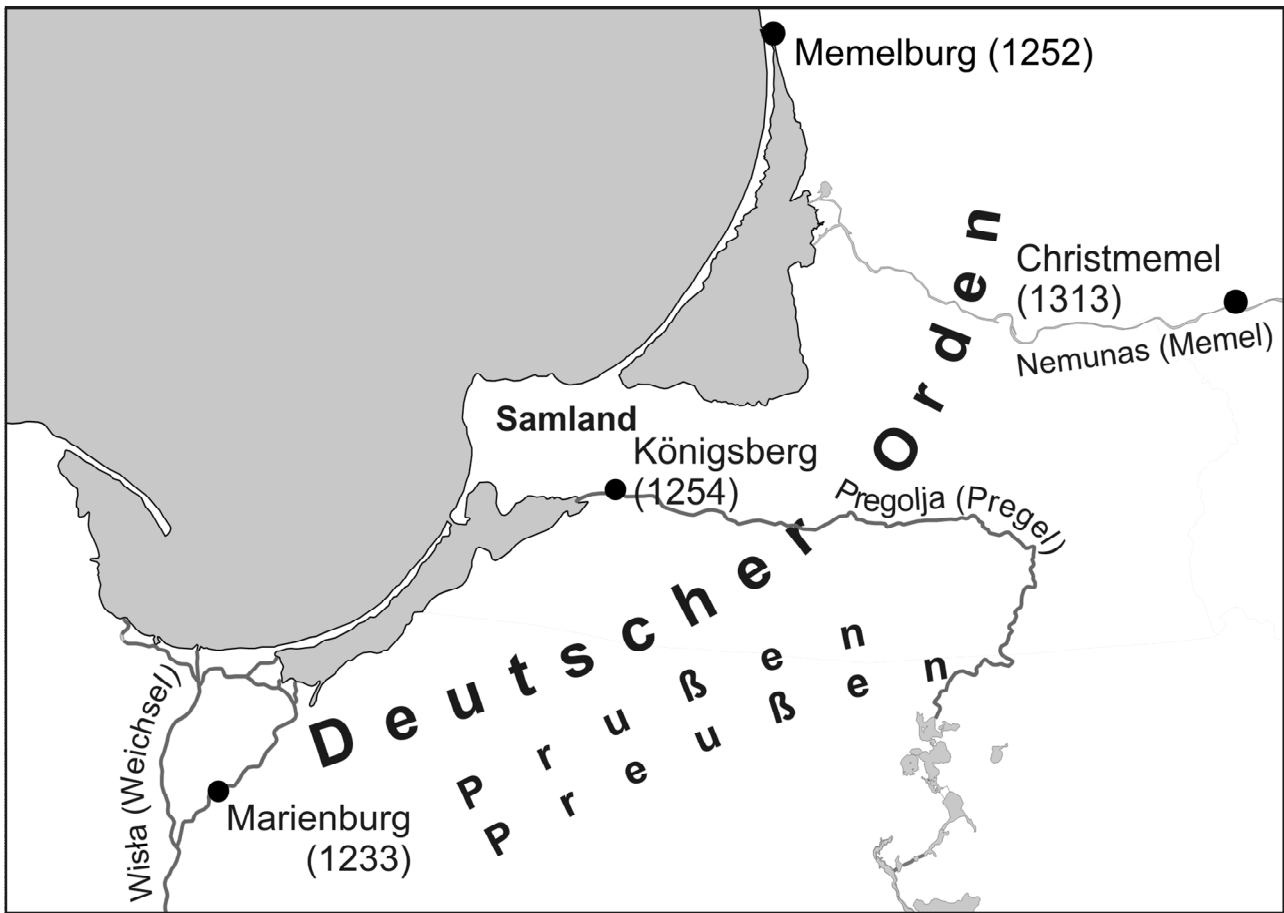 Memelburg (1252)
Christmemel
(1313)
Nemunas (Memel)
Samland
Königsberg
(1254)
Pregolja (Pregel)
Deutscher Orden
Prußen
Preußen
Wisła (Weichsel)
Marienburg
(1233)